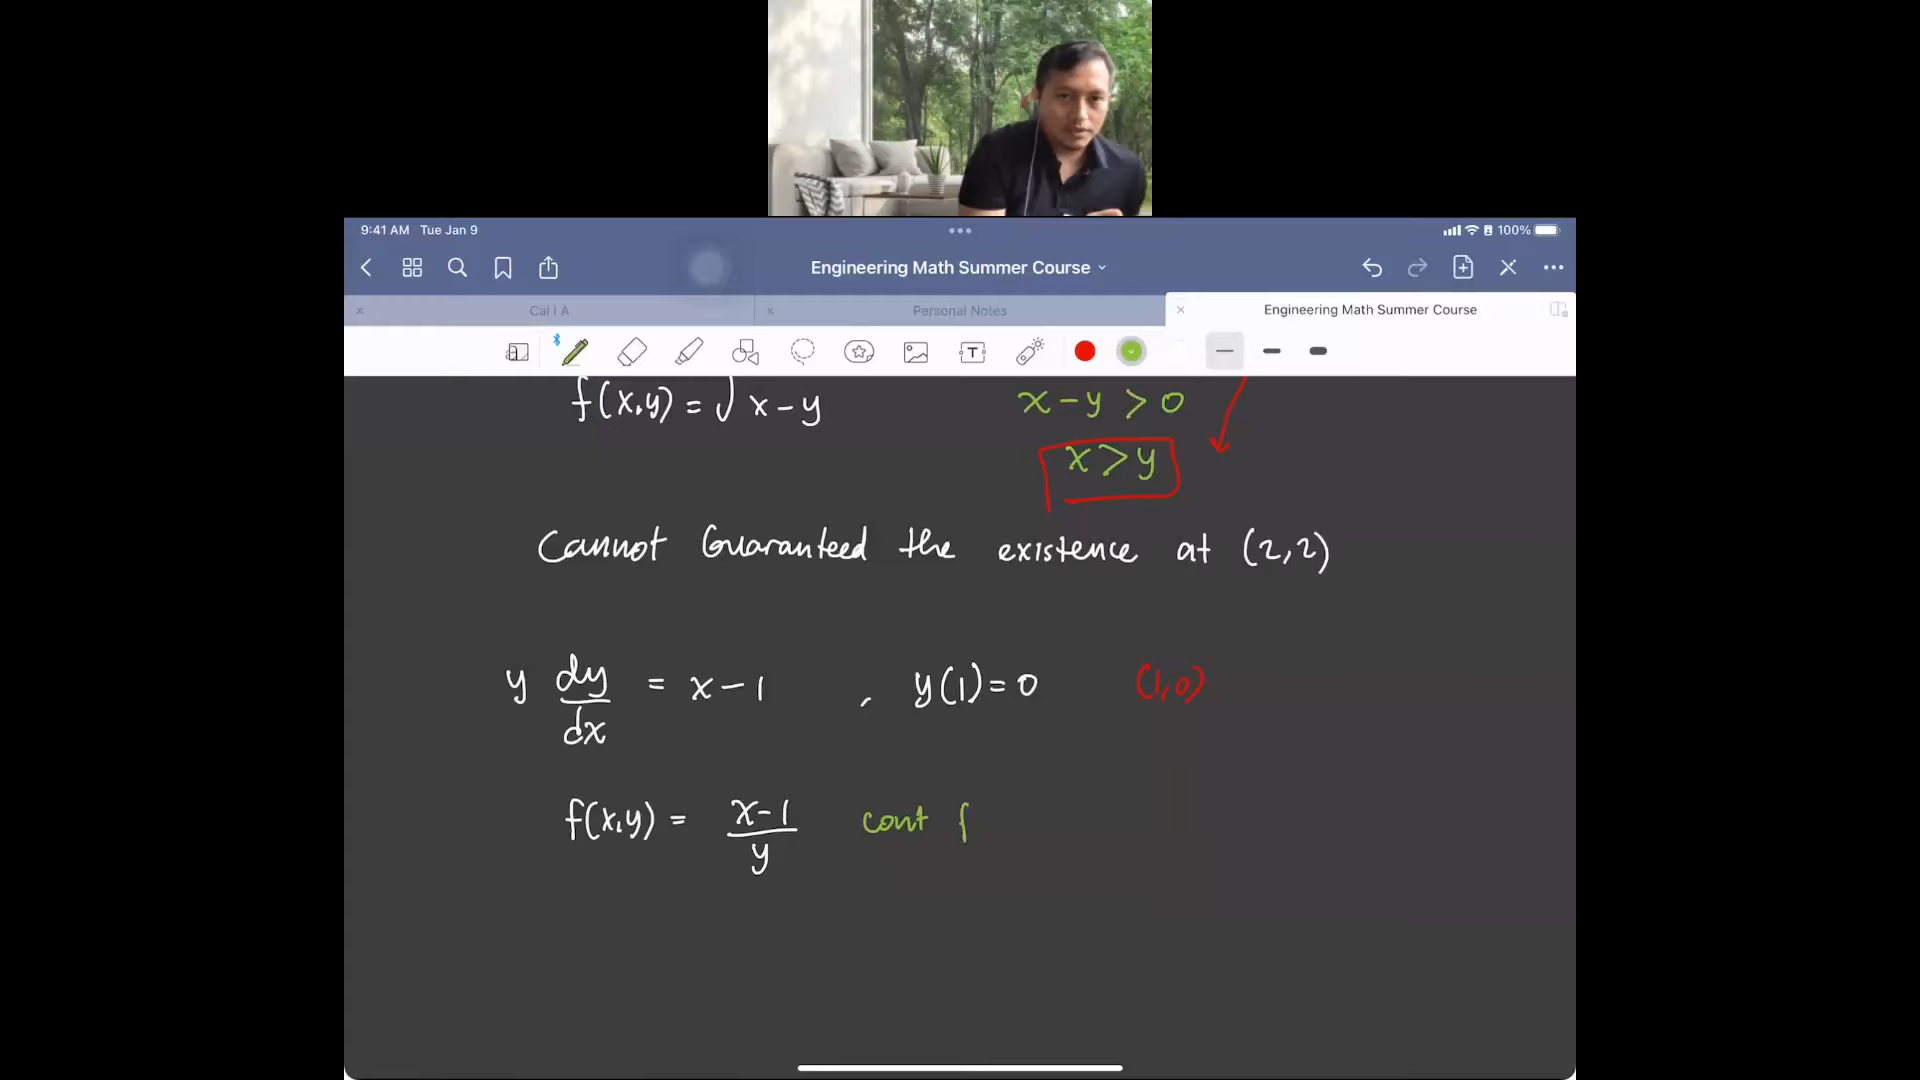 9:41 AM Tue Jan 9
100%
Engineering Math Summer Course
Cal I A
Personal Notes
Engineering Math Summer Course
T
f(x,y) = √x-y
x-y > 0
x>y
Cannot Guaranteed the existence at (2,2)
y dy/dx = x-1 , y(1)=0 (1,0)
f(x,y) = x-1/y cont f